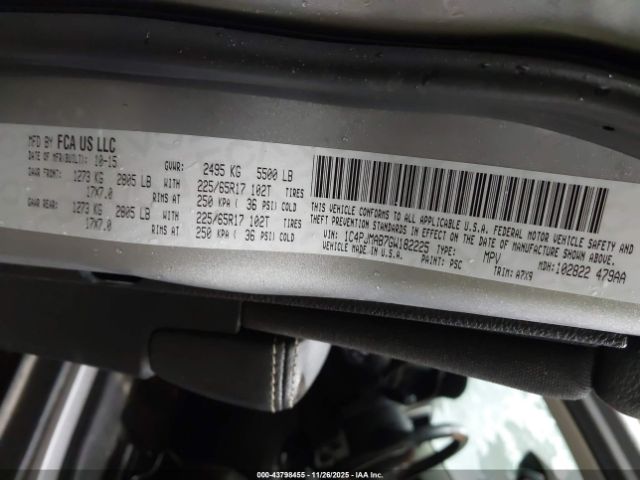 MFD BY FCA US LLC
DATE OF MFR(BUILT): 10-15 GVWR: 2495 KG 5500 LB
GAWR FRONT: 1273 KG 2805 LB WITH 225/65R17 102T TIRES
17X7.0 RIMS AT 250 KPA ( 36 PSI) COLD
GAWR REAR: 1273 KG 2805 LB WITH 225/65R17 102T TIRES
17X7.0 RIMS AT 250 KPA ( 36 PSI) COLD
THIS VEHICLE CONFORMS TO ALL APPLICABLE U.S.A. FEDERAL MOTOR VEHICLE SAFETY AND
THEFT PREVENTION STANDARDS IN EFFECT ON THE DATE OF MANUFACTURE SHOWN ABOVE.
VIN: 1C4PJMAB7GW182225 TYPE: MPV MDH:102822 479AA
VEHICLE MADE IN U.S.A. PAINT: PSC TRIM: A7X9
000-43798455 - 11/26/2025 - IAA Inc.